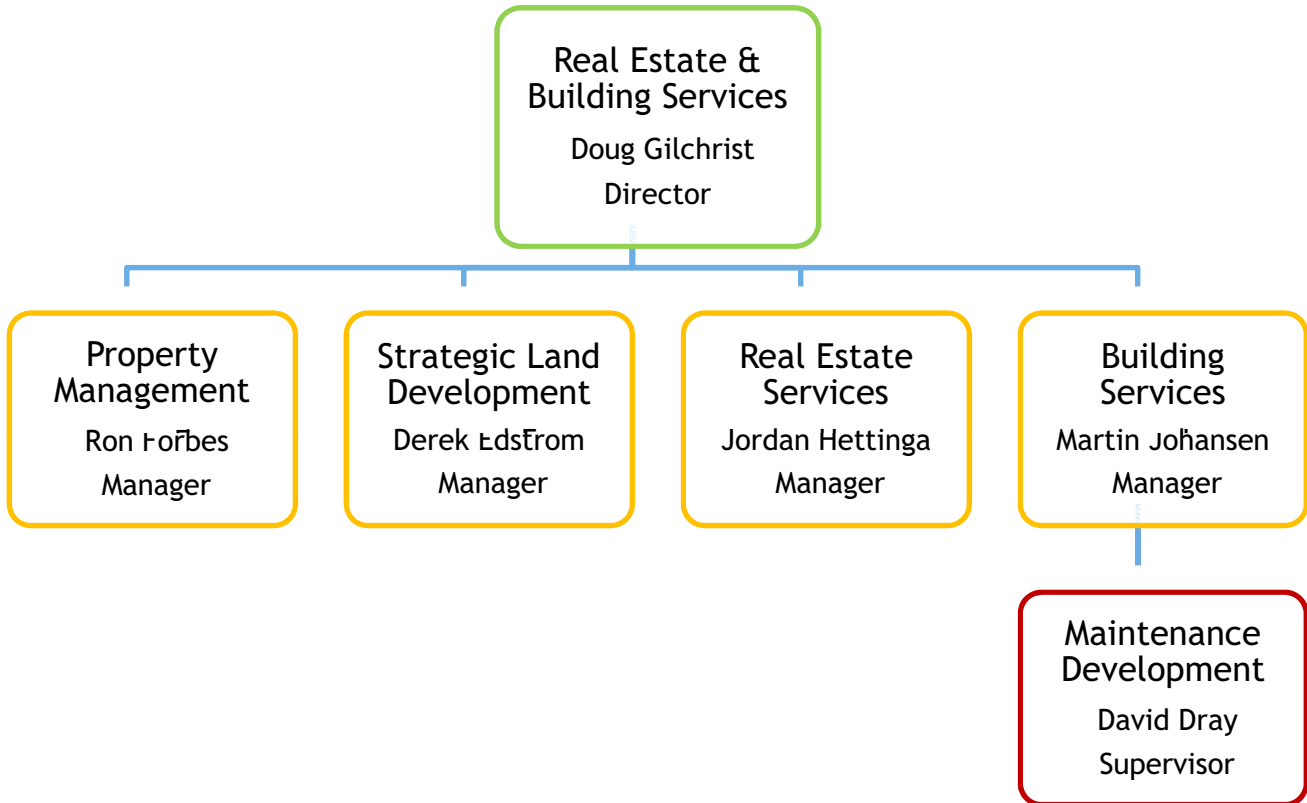 Real Estate &
Building Services
Doug Gilchrist
Director
Property
Management
Ron Forbes
Manager
Strategic Land
Development
Derek Edstrom
Manager
Real Estate
Services
Jordan Hettinga
Manager
Building
Services
Martin Johansen
Manager
Maintenance
Development
David Dray
Supervisor